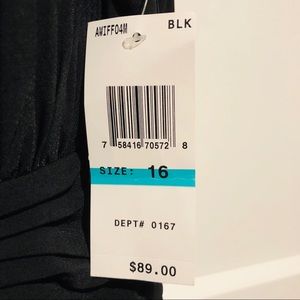 AWIFF04M BLK
7 58416 70572 8
SIZE: 16
DEPT# 0167
$89.00